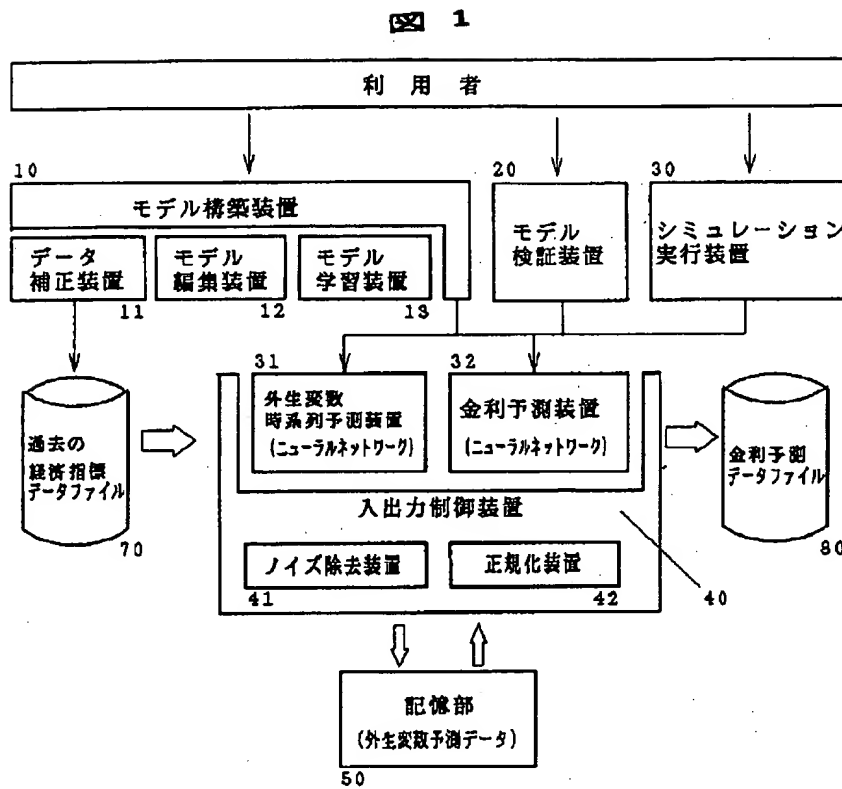 図 1
利 用 者
10
モデル構築装置
データ
補正装置
11
モデル
編集装置
12
モデル
学習装置
13
20
モデル
検証装置
30
シミュレーション
実行装置
31
外生変数
時系列予測装置
(ニューラルネットワーク)
32
金利予測装置
(ニューラルネットワーク)
過去の
経済指標
データファイル
70
入出力制御装置
ノイズ除去装置
41
正規化装置
42
40
金利予測
データファイル
80
記憶部
(外生変数予測データ)
50